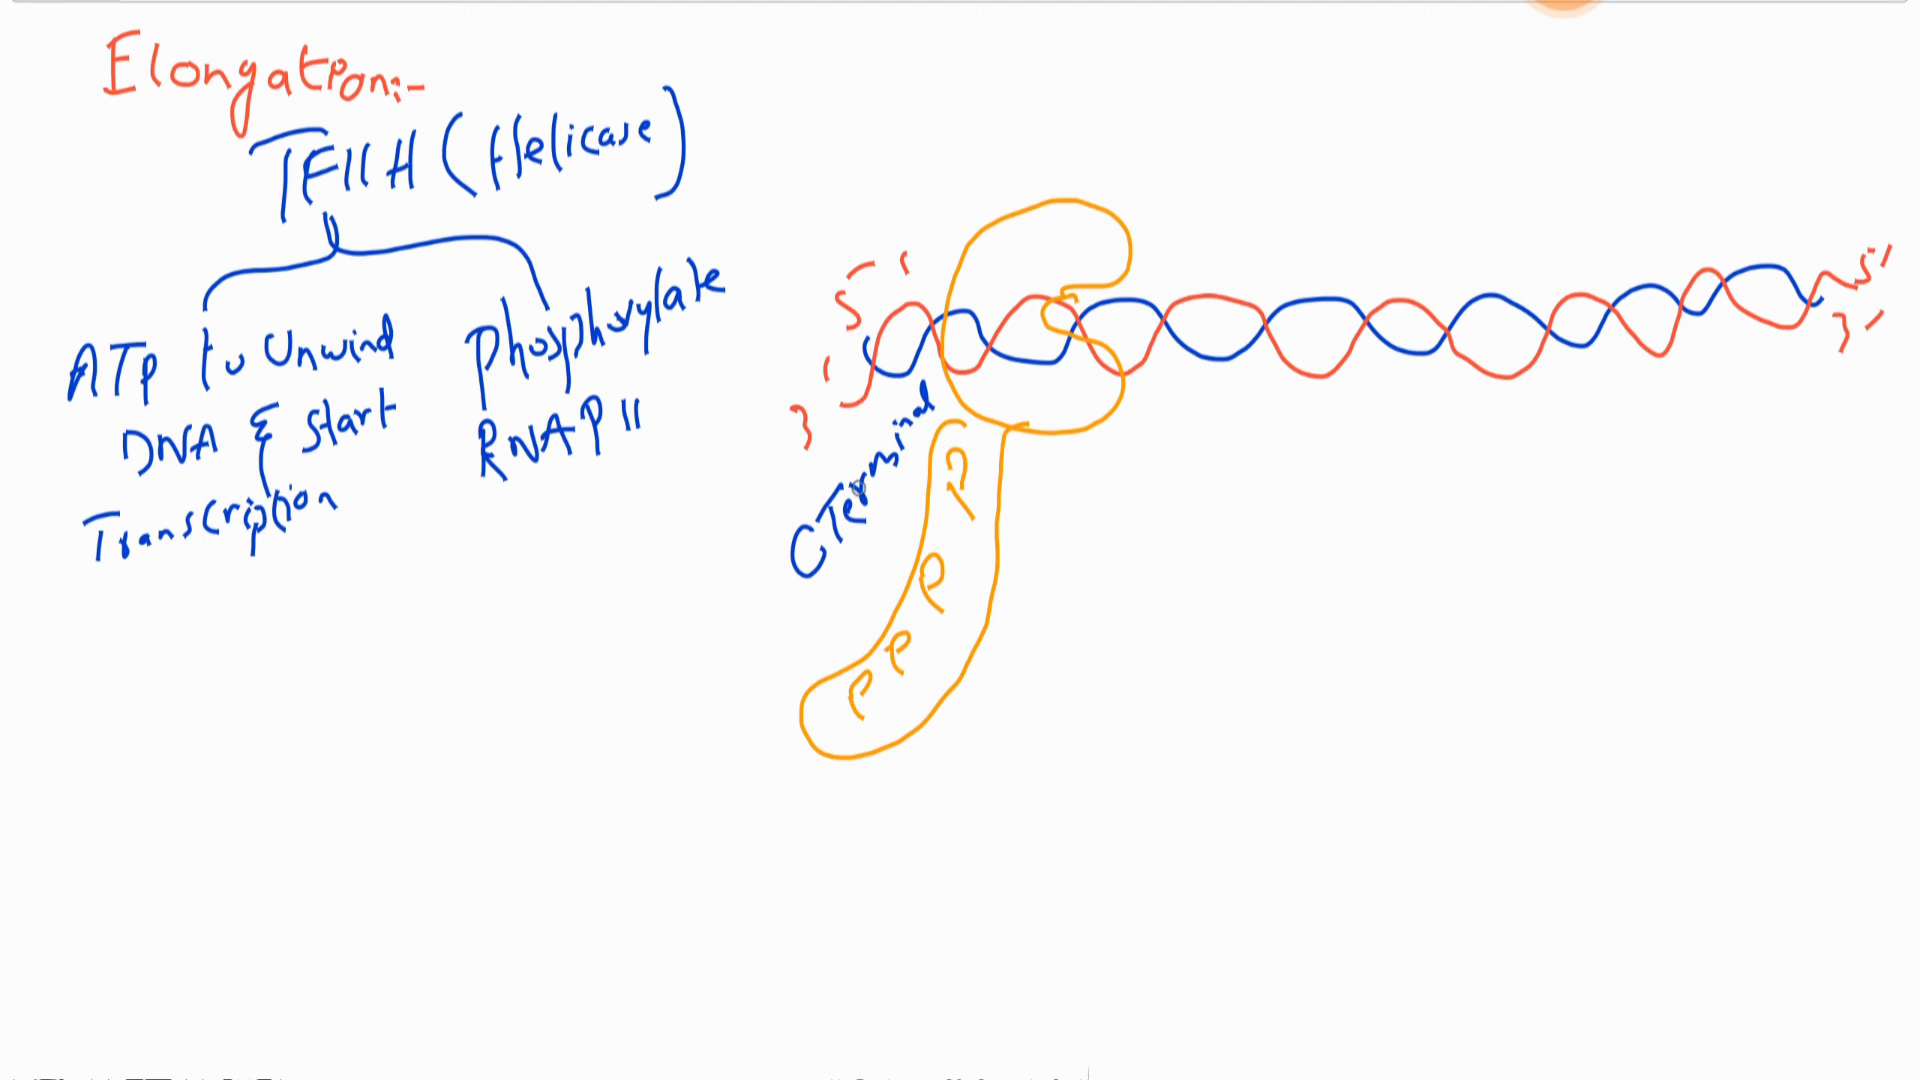 Elongation:-
TFIIH (Helicase)
ATP to Unwind
DNA & start
Transcription
Phosphorylate
RNAP II
5'
3'
5'
3'
C Terminal
P
P
P
P